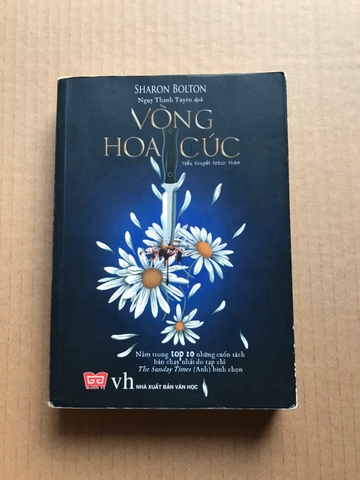 SHARON BOLTON
Ngụy Thanh Tuyên dịch
VÒNG
HOA CÚC
Tiểu thuyết trinh thám
Nằm trong top 10 những cuốn sách
bán chạy nhất do tạp chí
The Sunday Times (Anh) bình chọn
vh NHÀ XUẤT BẢN VĂN HỌC